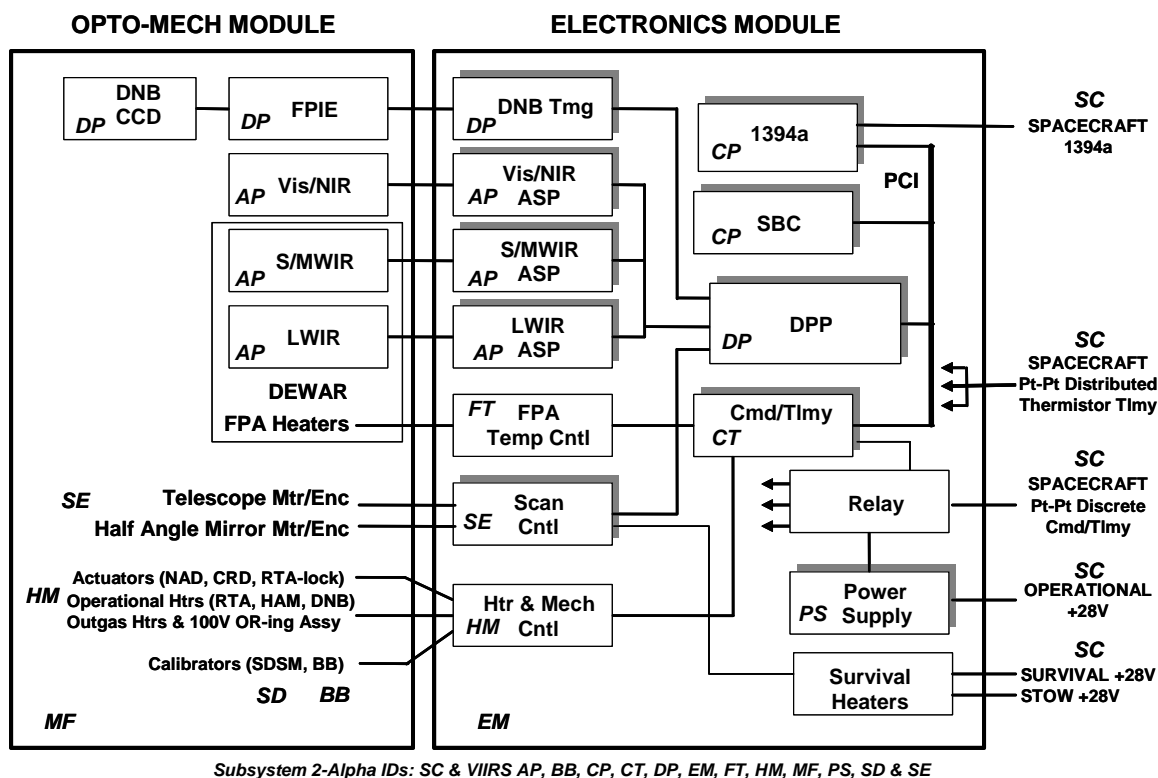 OPTO-MECH MODULE
ELECTRONICS MODULE
DNB
CCD
DP
FPIE
DP
DNB Tmg
DP
1394a
CP
SC
SPACECRAFT
1394a
Vis/NIR
AP
Vis/NIR
ASP
AP
PCI
SBC
CP
S/MWIR
AP
S/MWIR
ASP
AP
LWIR
AP
LWIR
ASP
AP
DPP
DP
SC
SPACECRAFT
Pt-Pt Distributed
Thermistor Tlmy
DEWAR
FPA Heaters
FT
FPA
Temp Cntl
Cmd/Tlmy
CT
SE
Telescope Mtr/Enc
Half Angle Mirror Mtr/Enc
Scan
Cntl
SE
Relay
SC
SPACECRAFT
Pt-Pt Discrete
Cmd/Tlmy
HM
Actuators (NAD, CRD, RTA-lock)
Operational Htrs (RTA, HAM, DNB)
Outgas Htrs & 100V OR-ing Assy
Htr & Mech
Cntl
HM
Power
Supply
PS
SC
OPERATIONAL
+28V
Calibrators (SDSM, BB)
SD
BB
Survival
Heaters
SC
SURVIVAL +28V
STOW +28V
MF
EM
Subsystem 2-Alpha IDs: SC & VIIRS AP, BB, CP, CT, DP, EM, FT, HM, MF, PS, SD & SE